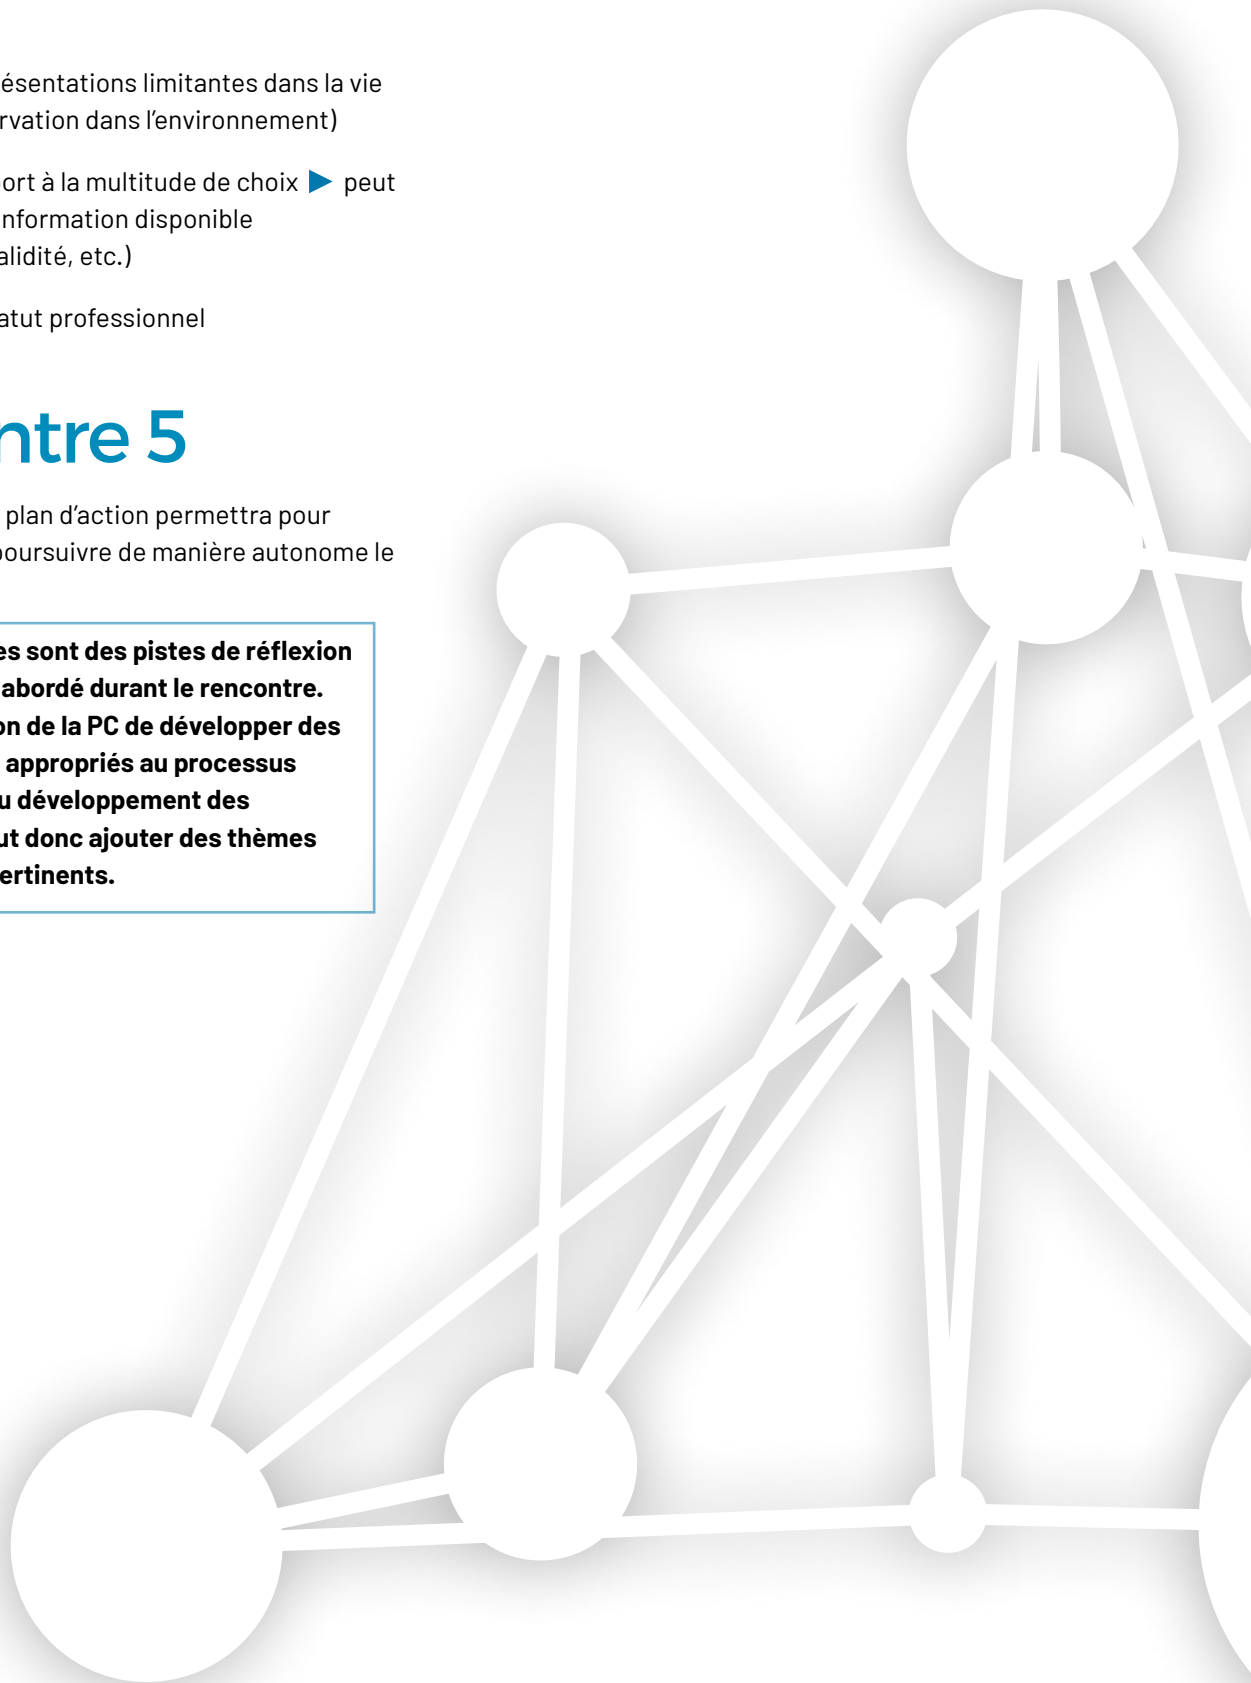 ésentations limitantes dans la vie
rvation dans l'environnement)
ort à la multitude de choix ▶ peut
information disponible
alidité, etc.)
atut professionnel
ntre 5
plan d'action permettra pour
poursuivre de manière autonome le
es sont des pistes de réflexion
abordé durant le rencontre.
on de la PC de développer des
appropriés au processus
u développement des
ut donc ajouter des thèmes
ertinents.